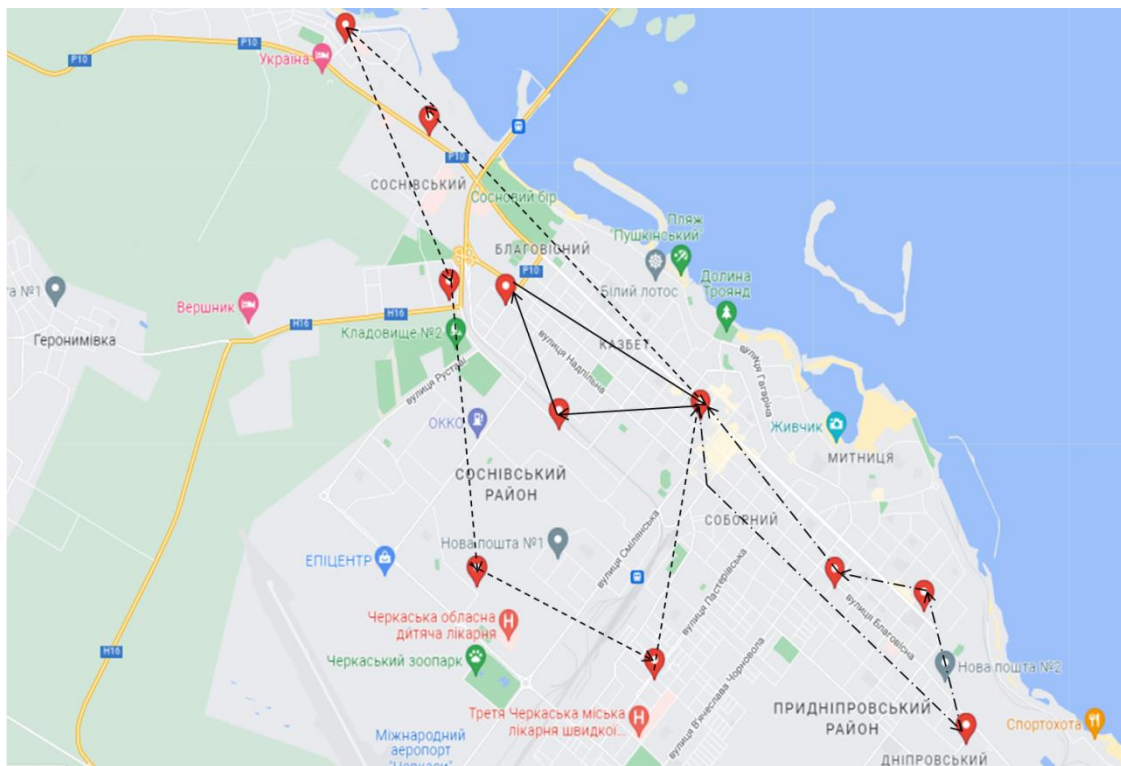 P10
Україна
P10
P10
СОСНІВСЬКИЙ
Сосновий бір
БЛАГОВІСНИЙ
Пляж
"Пушкінський"
P10
та №1
Вершник
Білий лотос
Долина
Троянд
H16
H16
Геронимівка
Кладовище №2
вулиця Надпільна
КАЗБЕТ
вулиця Руставі
вулиця Гагаріна
ОККО
Живчик
МИТНИЦЯ
СОСНІВСЬКИЙ
РАЙОН
СОБОРНИЙ
Нова пошта №1
вулиця Смілянська
ЕПІЦЕНТР
вулиця Пастерівська
вулиця Благовісна
Черкаська обласна
дитяча лікарня
H16
Черкаський зоопарк
Нова пошта №2
вулиця В'ячеслава Чорновола
Третя Черкаська міська
лікарня швидкої...
ПРИДНІПРОВСЬКИЙ
РАЙОН
Спортохота
Міжнародний
аеропорт
"Черкаси"
ДНІПРОВСЬКИЙ